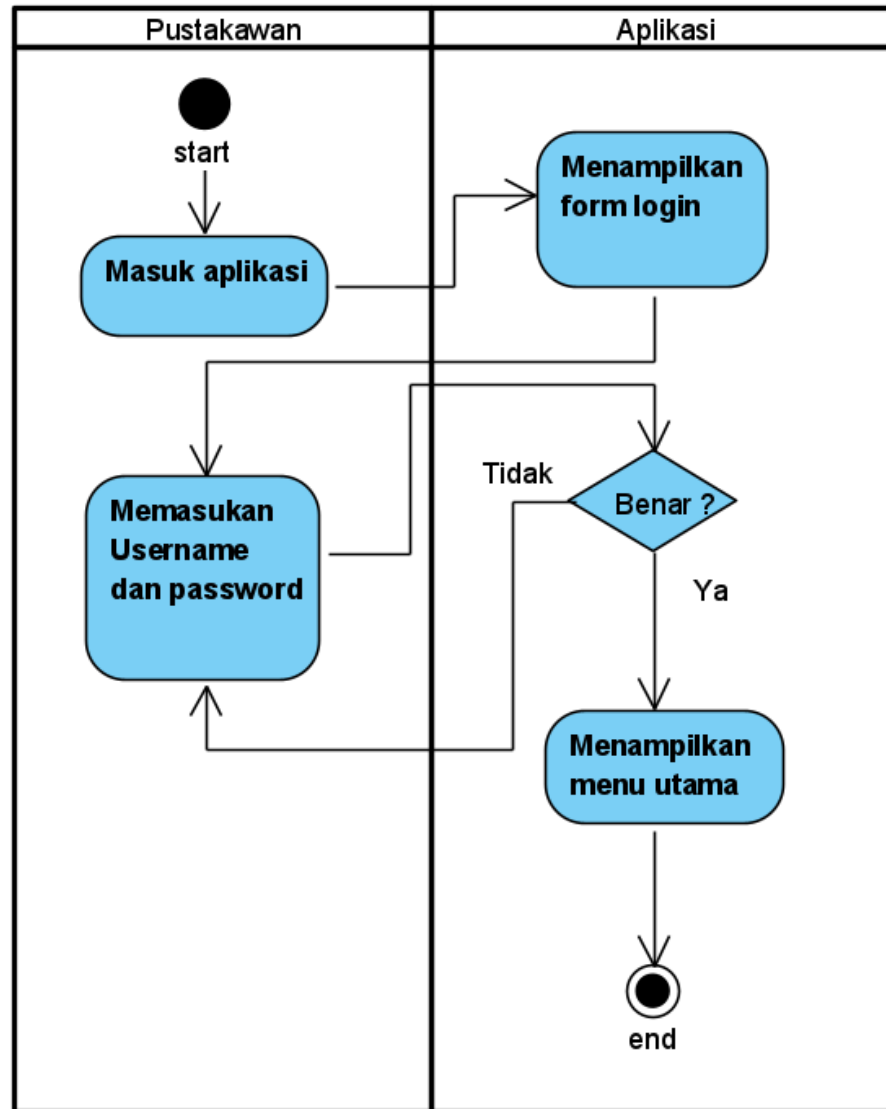 Pustakawan
Aplikasi
start
Menampilkan
form login
Masuk aplikasi
Tidak
Benar ?
Memasukan
Username
dan password
Ya
Menampilkan
menu utama
end